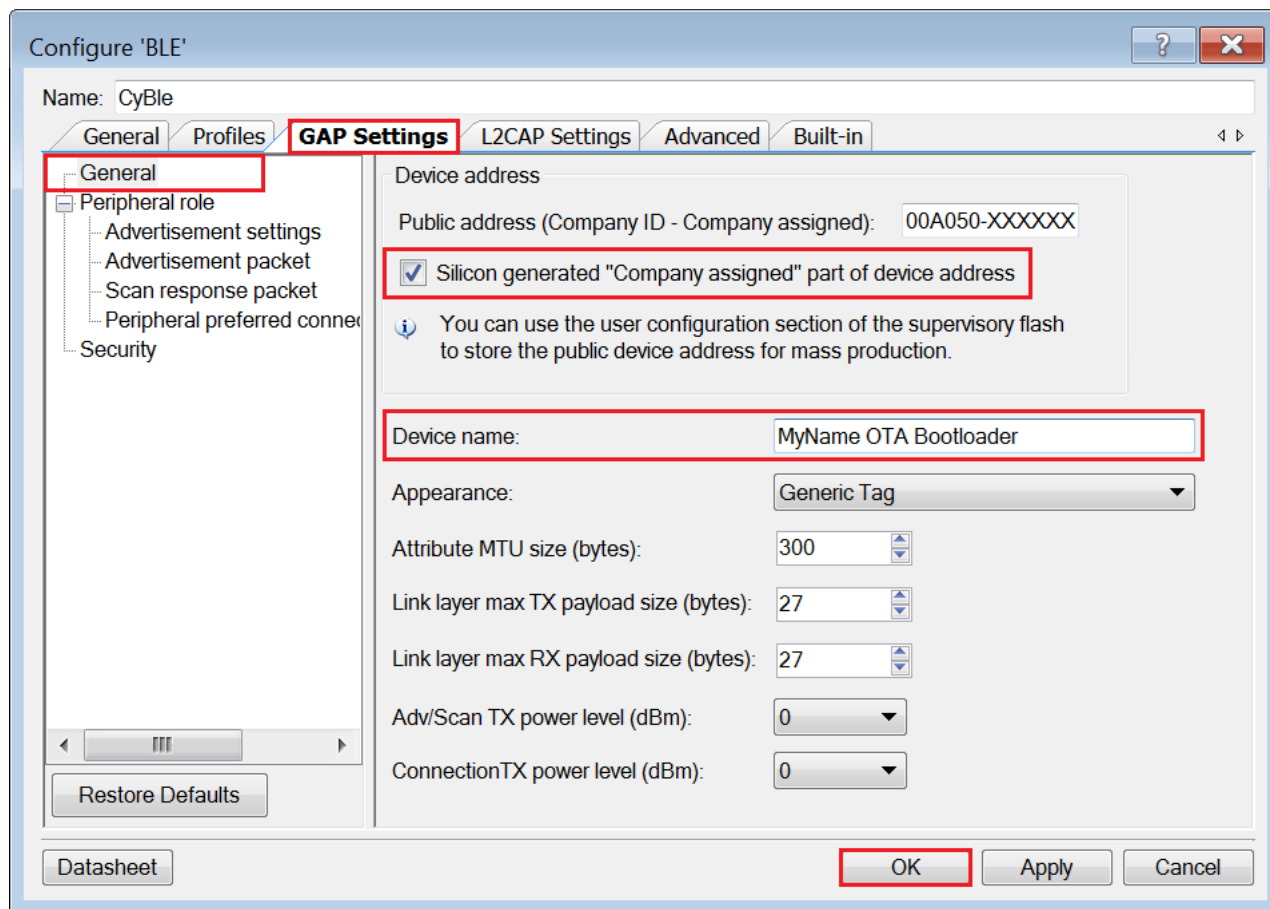 Configure 'BLE'
?
Name: CyBle
General Profiles GAP Settings L2CAP Settings Advanced Built-in
General
Peripheral role
Advertisement settings
Advertisement packet
Scan response packet
Peripheral preferred connec
Security
Restore Defaults
Device address
Public address (Company ID - Company assigned): 00A050-XXXXXX
Silicon generated "Company assigned" part of device address
You can use the user configuration section of the supervisory flash
to store the public device address for mass production.
Device name: MyName OTA Bootloader
Appearance: Generic Tag
Attribute MTU size (bytes): 300
Link layer max TX payload size (bytes): 27
Link layer max RX payload size (bytes): 27
Adv/Scan TX power level (dBm): 0
ConnectionTX power level (dBm): 0
Datasheet OK Apply Cancel